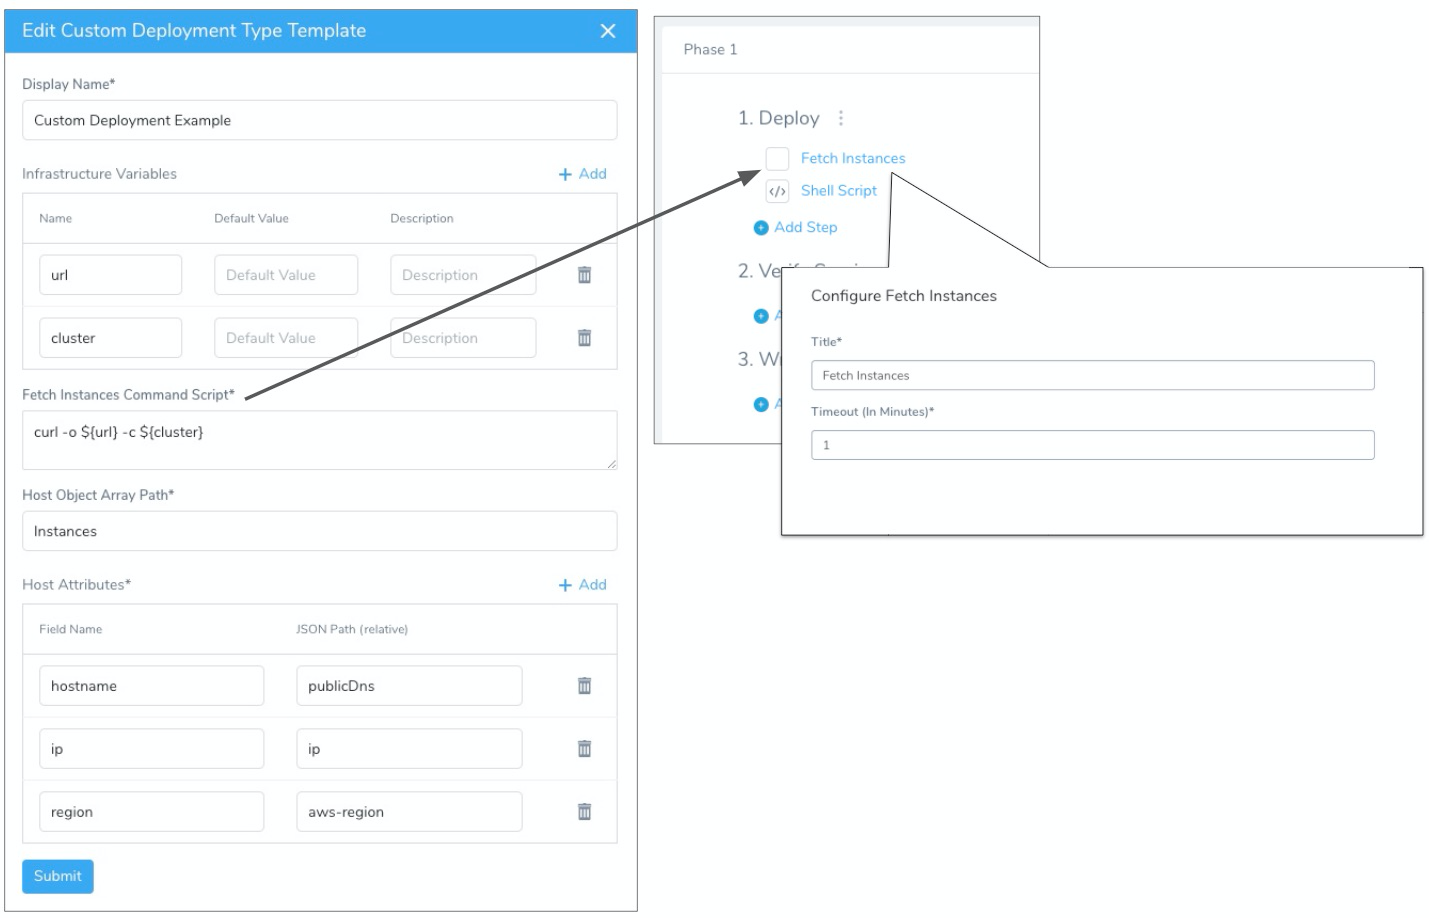 Edit Custom Deployment Type Template
Display Name*
Custom Deployment Example
Infrastructure Variables + Add
Name Default Value Description
url Default Value Description
cluster Default Value Description
Fetch Instances Command Script*
curl -o ${url} -c ${cluster}
Host Object Array Path*
Instances
Host Attributes* + Add
Field Name JSON Path (relative)
hostname publicDns
ip ip
region aws-region
Submit
Phase 1
1. Deploy
Fetch Instances
</> Shell Script
Add Step
2.
3.
Configure Fetch Instances
Title*
Fetch Instances
Timeout (In Minutes)*
1